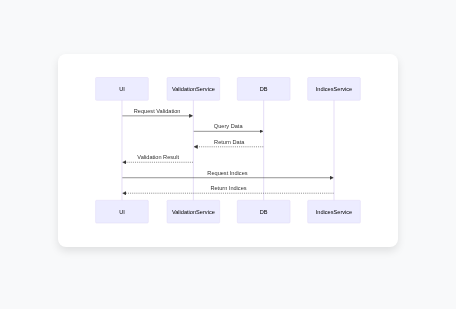 UI
ValidationService
DB
IndicesService
Request Validation
Query Data
Return Data
Validation Result
Request Indices
Return Indices
UI
ValidationService
DB
IndicesService